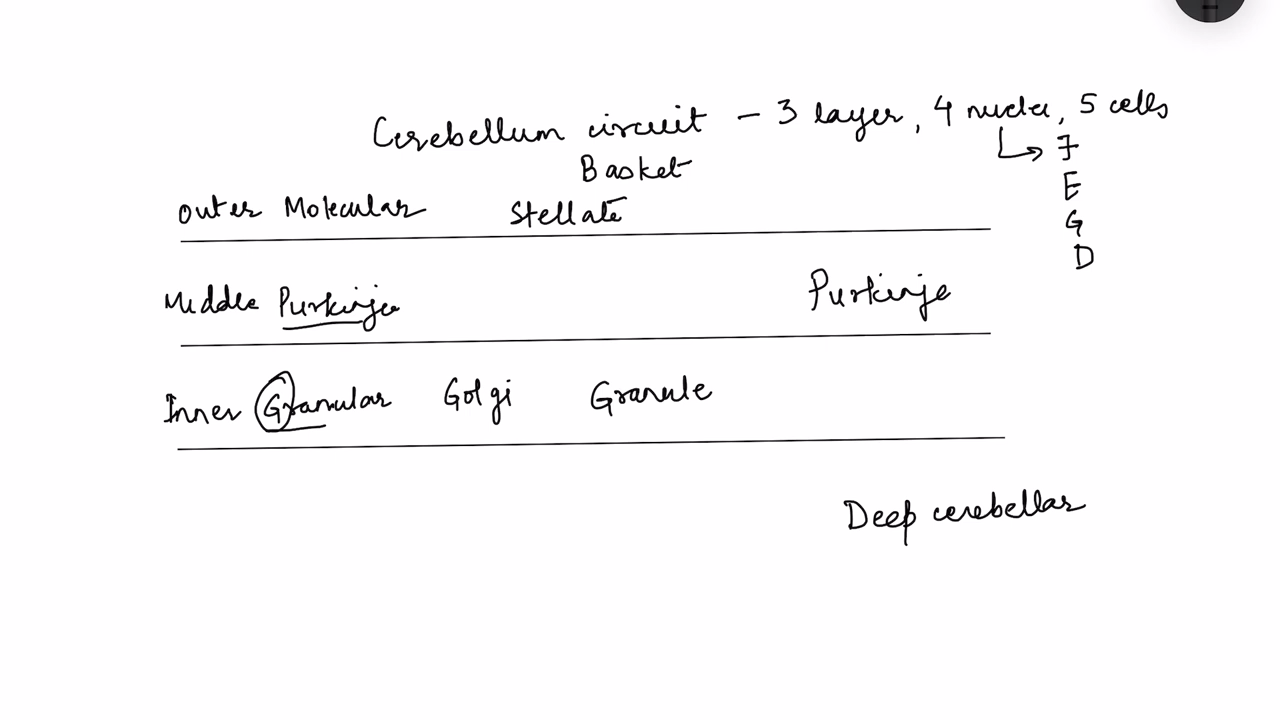 Cerebellum circuit - 3 layer, 4 nuclei, 5 cells
↳ F
E
G
D
Basket
Outer Molecular Stellate
Middle Purkinje Purkinje
Inner Granular Golgi Granule
Deep cerebellar